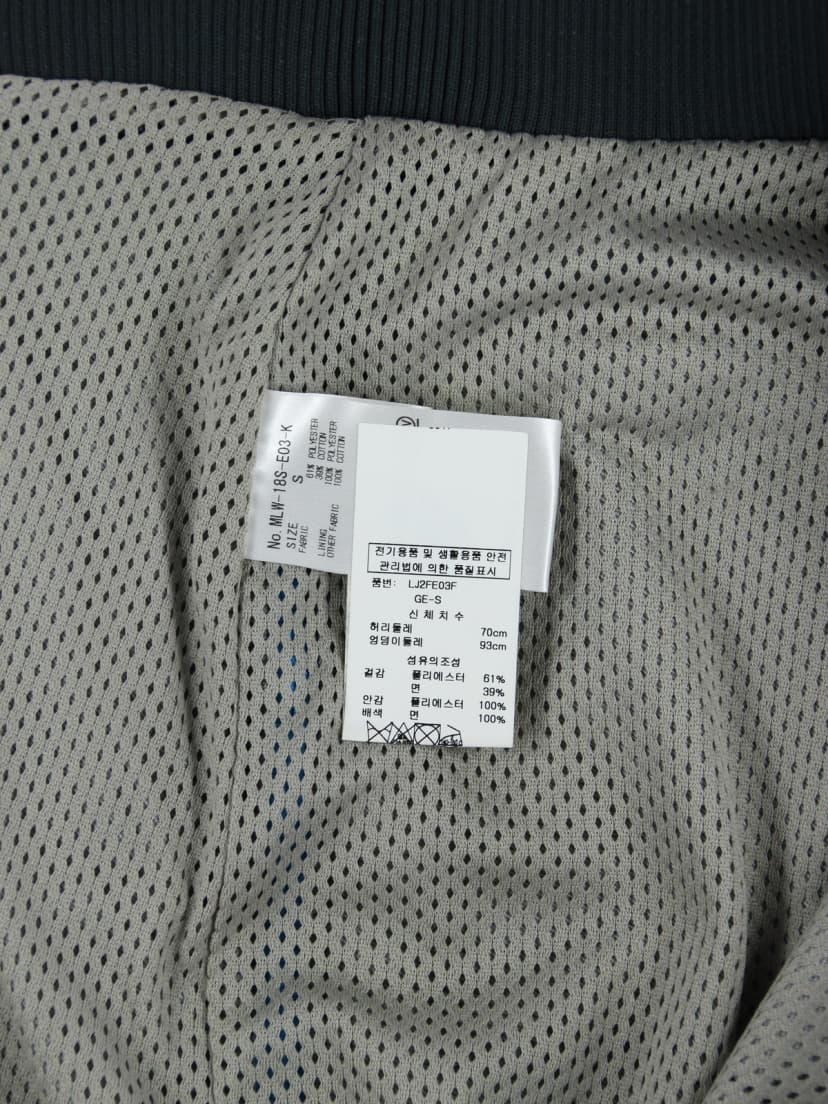 No. MLW-18S-E03-K
SIZE S
FABRIC 61% POLYESTER
39% COTTON
LINING 100% POLYESTER
OTHER FABRIC 100% COTTON
전기용품 및 생활용품 안전
관리법에 의한 품질표시
품번: LJ2FE03F
GE-S
신체치수
허리둘레 70cm
엉덩이둘레 93cm
섬유의조성
겉감 폴리에스터 61%
면 39%
안감 폴리에스터 100%
배색 면 100%